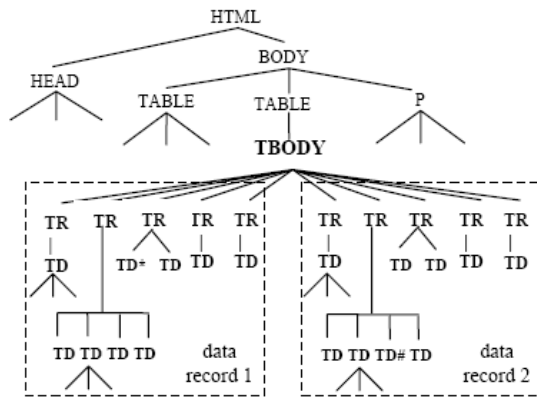 HTML
BODY
HEAD
TABLE TABLE P
TBODY
TR TR TR TR TR TR TR TR TR TR
TD TD* TD TD TD TD TD TD TD TD
TD TD TD TD data TD TD TD# TD data
record 1 record 2